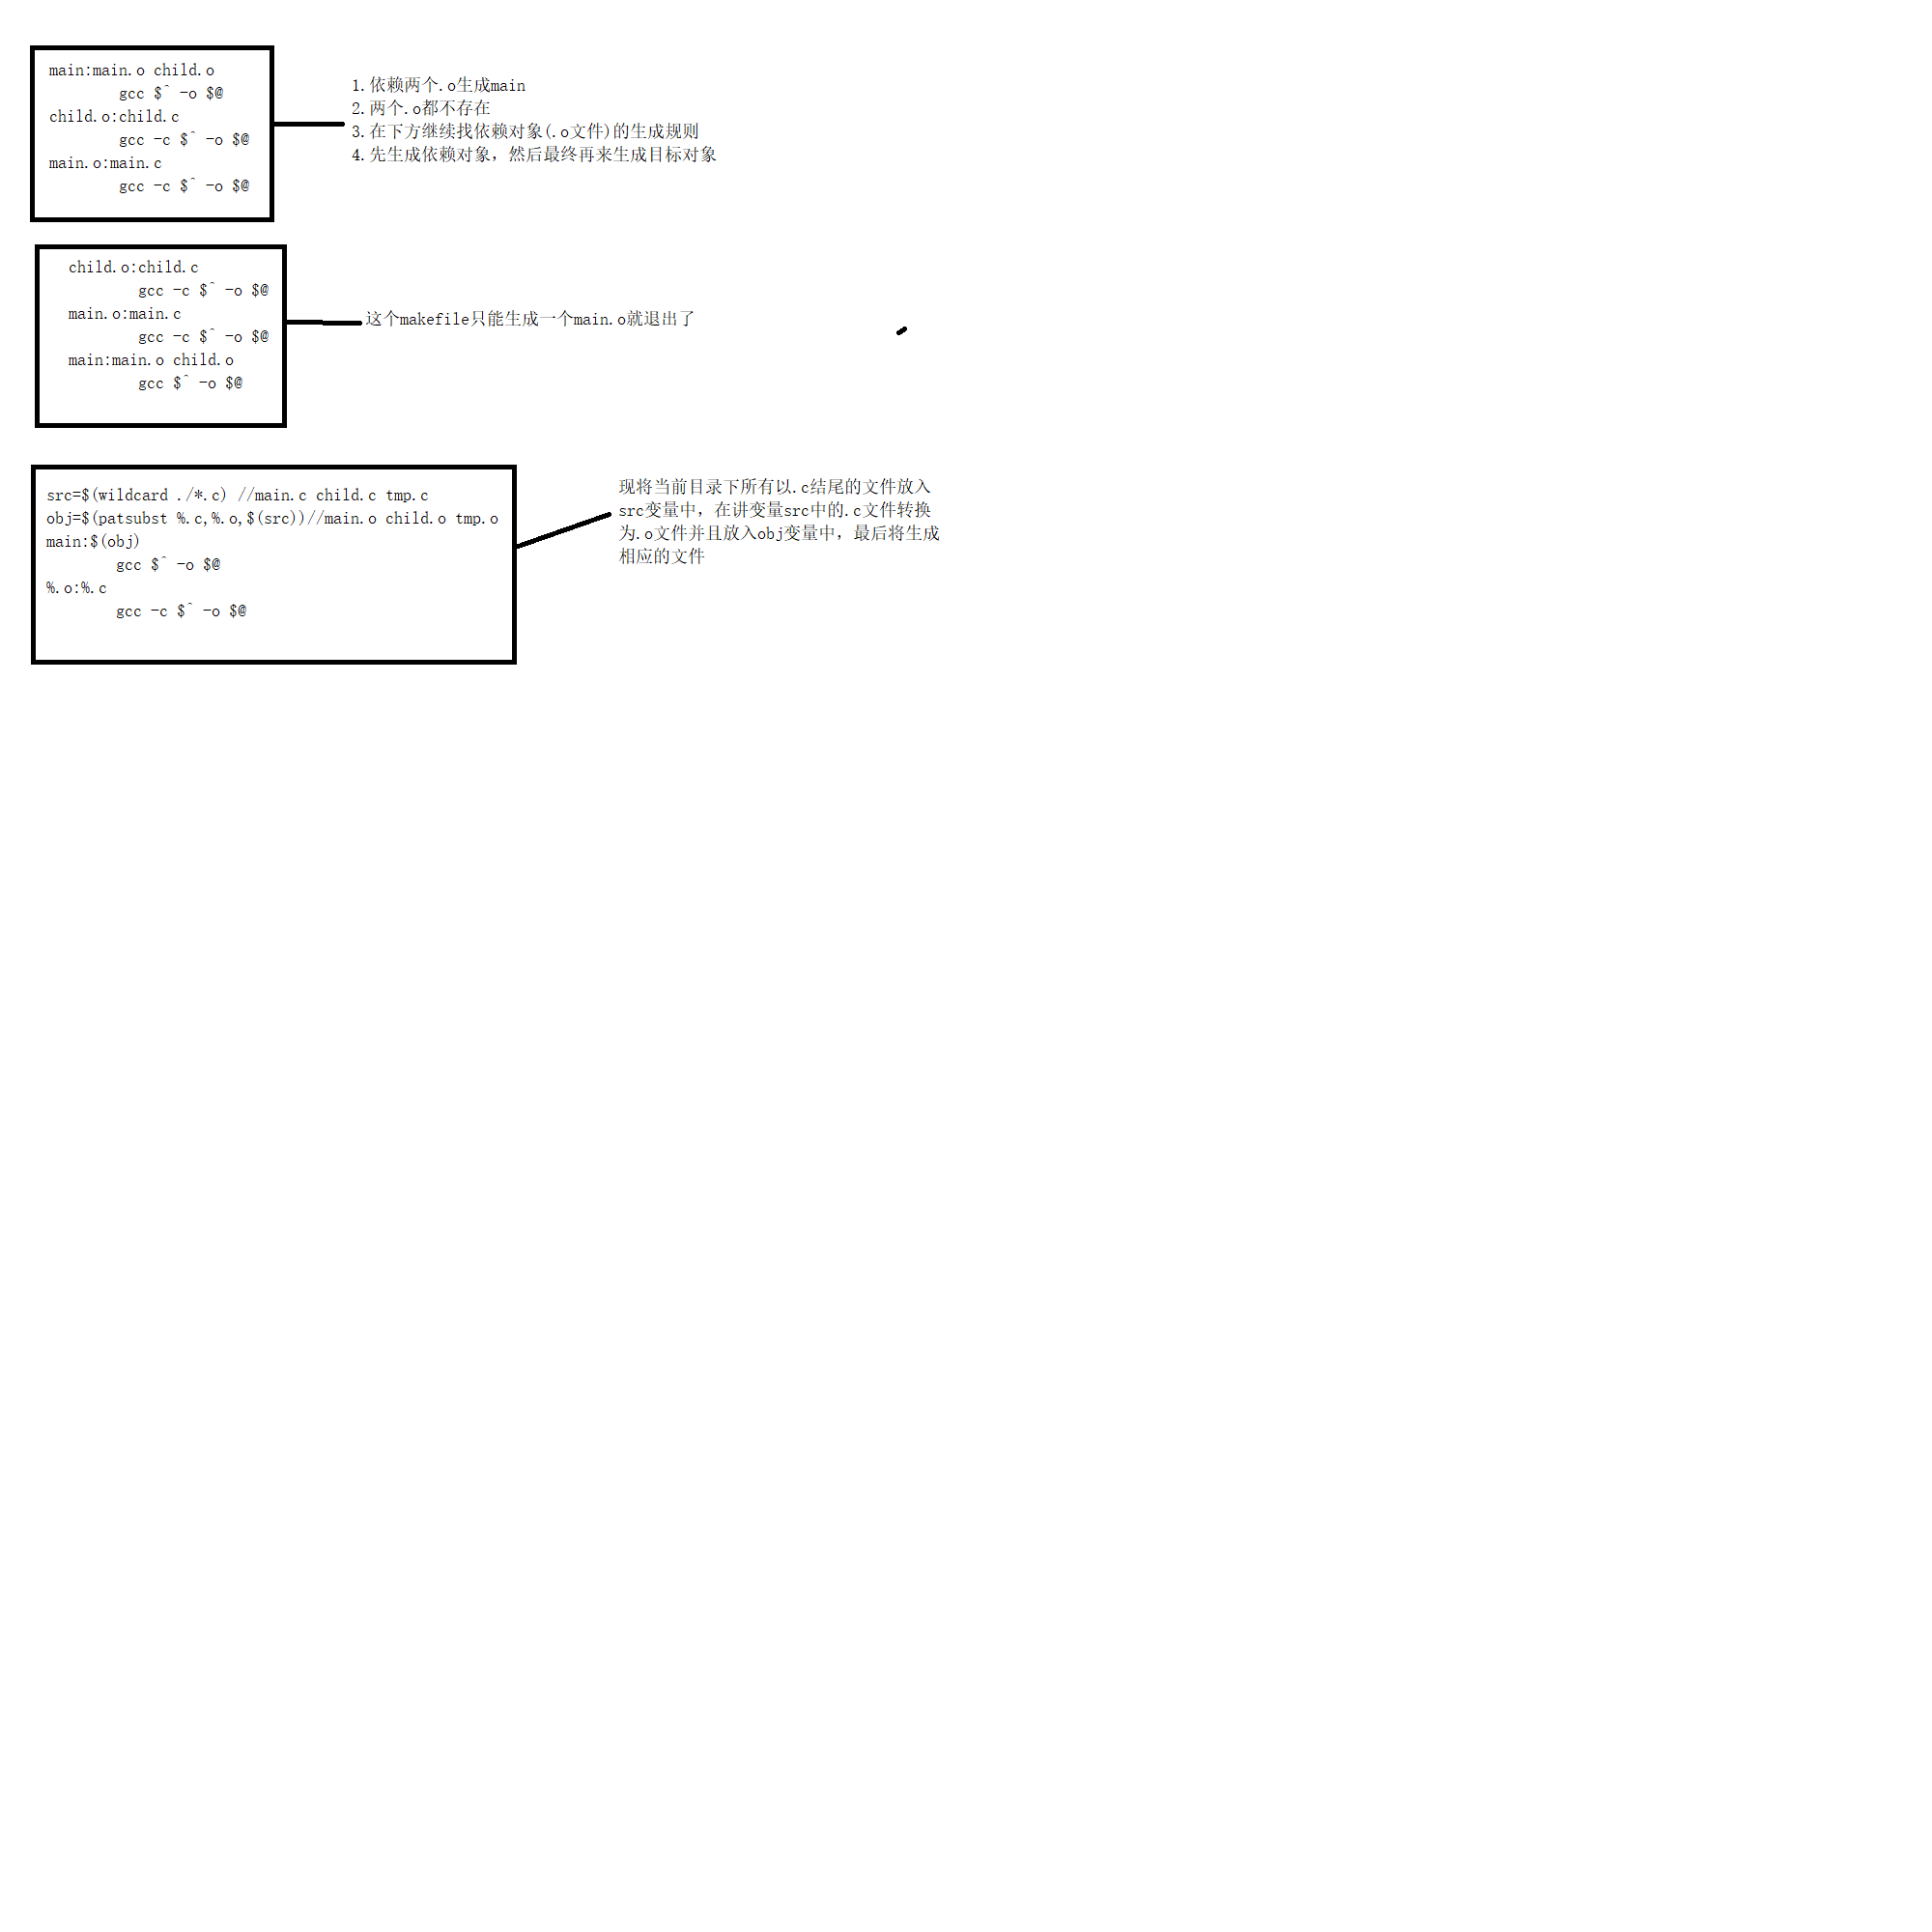 main:main.o child.o
gcc $^ -o $@
child.o:child.c
gcc -c $^ -o $@
main.o:main.c
gcc -c $^ -o $@
1.依赖两个.o生成main
2.两个.o都不存在
3.在下方继续找依赖对象(.o文件)的生成规则
4.先生成依赖对象，然后最终再来生成目标对象
child.o:child.c
gcc -c $^ -o $@
main.o:main.c
gcc -c $^ -o $@
main:main.o child.o
gcc $^ -o $@
这个makefile只能生成一个main.o就退出了
src=$(wildcard ./*.c) //main.c child.c tmp.c
obj=$(patsubst %.c,%.o,$(src))//main.o child.o tmp.o
main:$(obj)
gcc $^ -o $@
%.o:%.c
gcc -c $^ -o $@
现将当前目录下所有以.c结尾的文件放入
src变量中，在讲变量src中的.c文件转换
为.o文件并且放入obj变量中，最后将生成
相应的文件